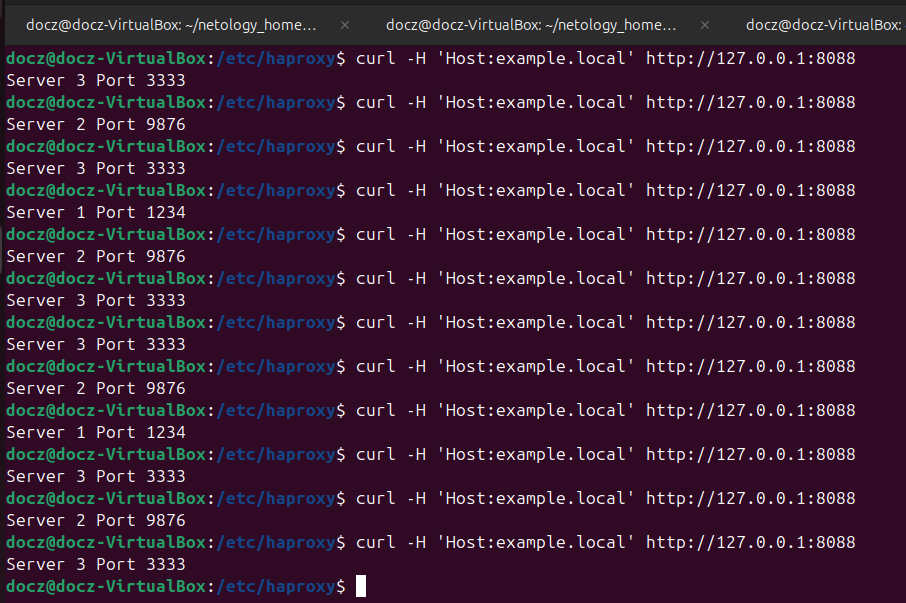 docz@docz-VirtualBox: ~/netology_home... × docz@docz-VirtualBox: ~/netology_home... × docz@docz-VirtualBox:
docz@docz-VirtualBox:/etc/haproxy$ curl -H 'Host:example.local' http://127.0.0.1:8088
Server 3 Port 3333
docz@docz-VirtualBox:/etc/haproxy$ curl -H 'Host:example.local' http://127.0.0.1:8088
Server 2 Port 9876
docz@docz-VirtualBox:/etc/haproxy$ curl -H 'Host:example.local' http://127.0.0.1:8088
Server 3 Port 3333
docz@docz-VirtualBox:/etc/haproxy$ curl -H 'Host:example.local' http://127.0.0.1:8088
Server 1 Port 1234
docz@docz-VirtualBox:/etc/haproxy$ curl -H 'Host:example.local' http://127.0.0.1:8088
Server 2 Port 9876
docz@docz-VirtualBox:/etc/haproxy$ curl -H 'Host:example.local' http://127.0.0.1:8088
Server 3 Port 3333
docz@docz-VirtualBox:/etc/haproxy$ curl -H 'Host:example.local' http://127.0.0.1:8088
Server 3 Port 3333
docz@docz-VirtualBox:/etc/haproxy$ curl -H 'Host:example.local' http://127.0.0.1:8088
Server 2 Port 9876
docz@docz-VirtualBox:/etc/haproxy$ curl -H 'Host:example.local' http://127.0.0.1:8088
Server 1 Port 1234
docz@docz-VirtualBox:/etc/haproxy$ curl -H 'Host:example.local' http://127.0.0.1:8088
Server 3 Port 3333
docz@docz-VirtualBox:/etc/haproxy$ curl -H 'Host:example.local' http://127.0.0.1:8088
Server 2 Port 9876
docz@docz-VirtualBox:/etc/haproxy$ curl -H 'Host:example.local' http://127.0.0.1:8088
Server 3 Port 3333
docz@docz-VirtualBox:/etc/haproxy$